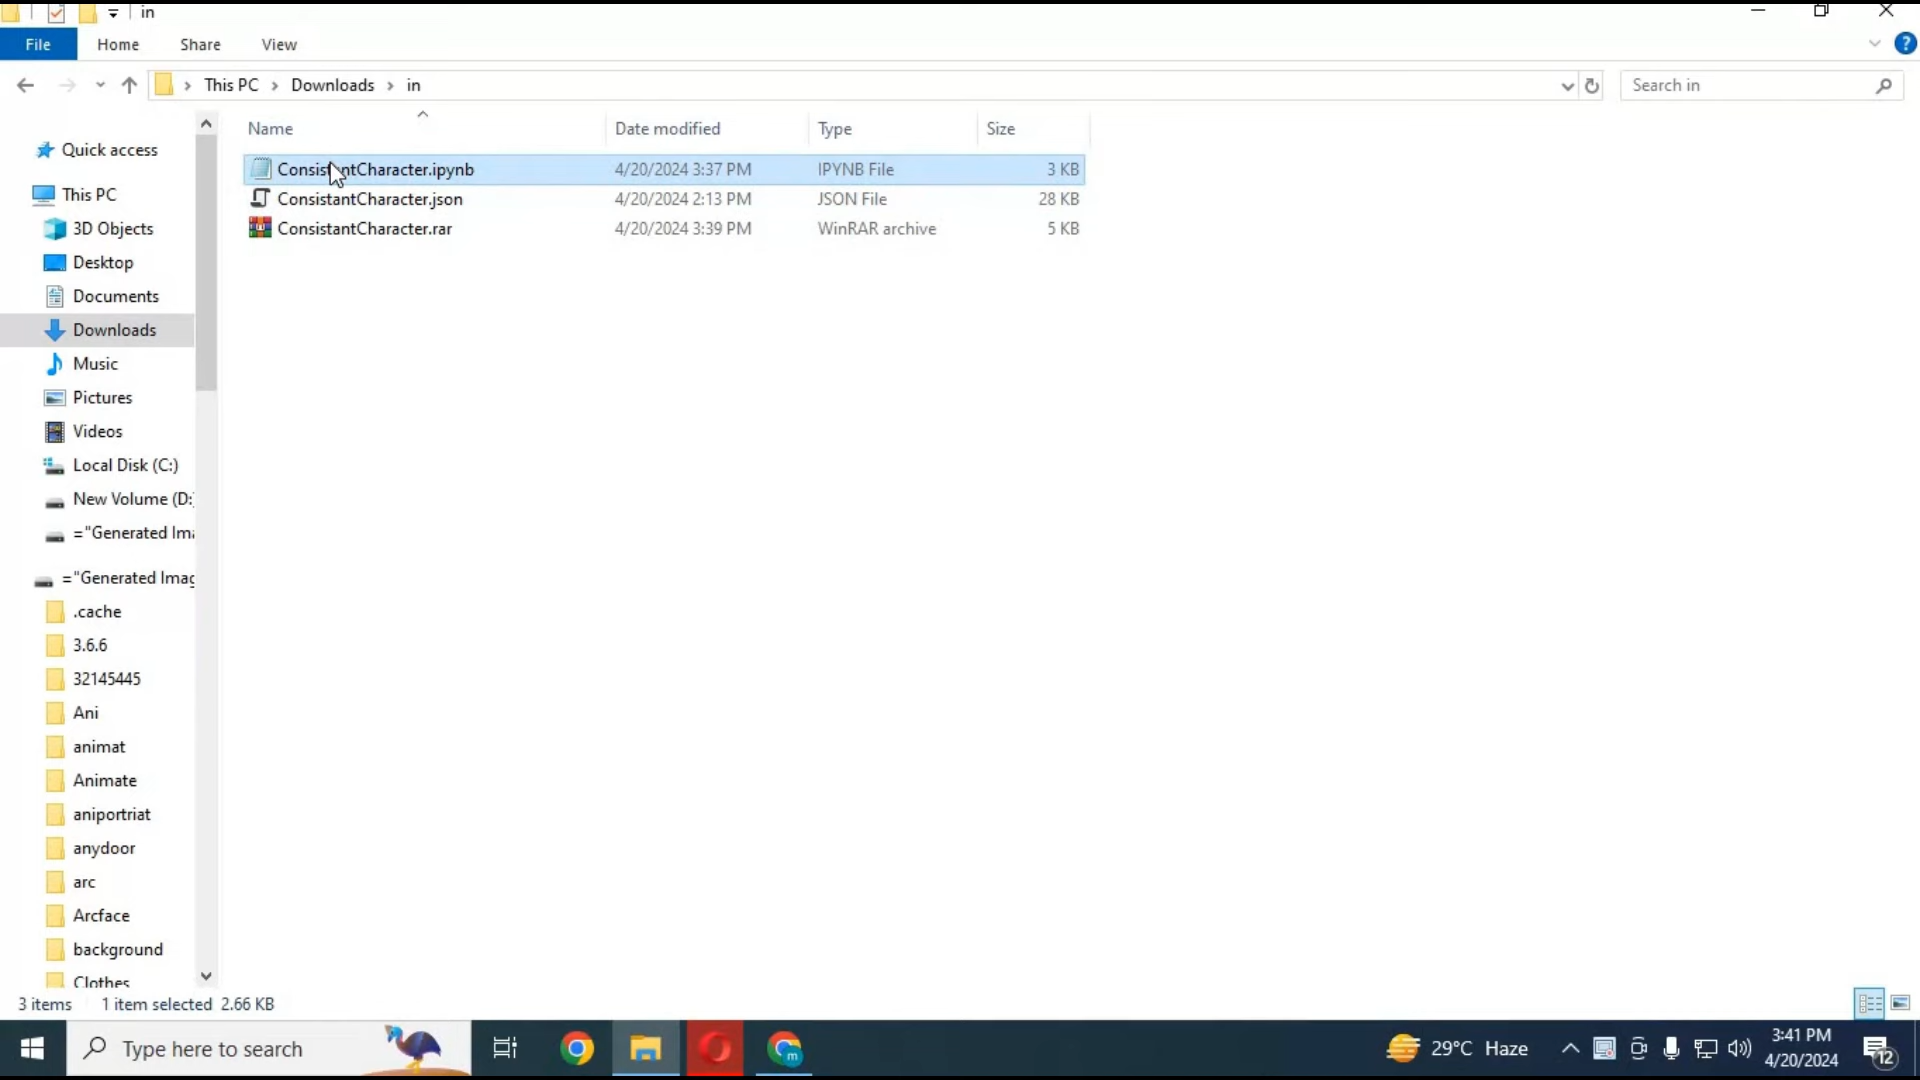 in
File Home Share View
This PC > Downloads > in
Search in
Name Date modified Type Size
ConsistantCharacter.ipynb 4/20/2024 3:37 PM IPYNB File 3 KB
ConsistantCharacter.json 4/20/2024 2:13 PM JSON File 28 KB
ConsistantCharacter.rar 4/20/2024 3:39 PM WinRAR archive 5 KB
Quick access
This PC
3D Objects
Desktop
Documents
Downloads
Music
Pictures
Videos
Local Disk (C:)
New Volume (D:
="Generated Ima
="Generated Imag
.cache
3.6.6
32145445
Ani
animat
Animate
aniportriat
anydoor
arc
Arcface
background
Clothes
3 items 1 item selected 2.66 KB
Type here to search
m
29°C Haze
3:41 PM
4/20/2024
12